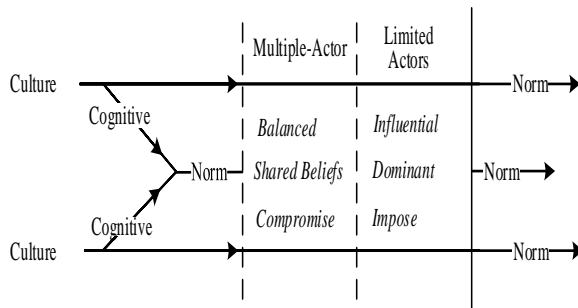 Multiple-Actor
Limited
Actors
Culture
Norm
Cognitive
Balanced
Influential
Norm
Shared Beliefs
Dominant
Norm
Cognitive
Compromise
Impose
Culture
Norm